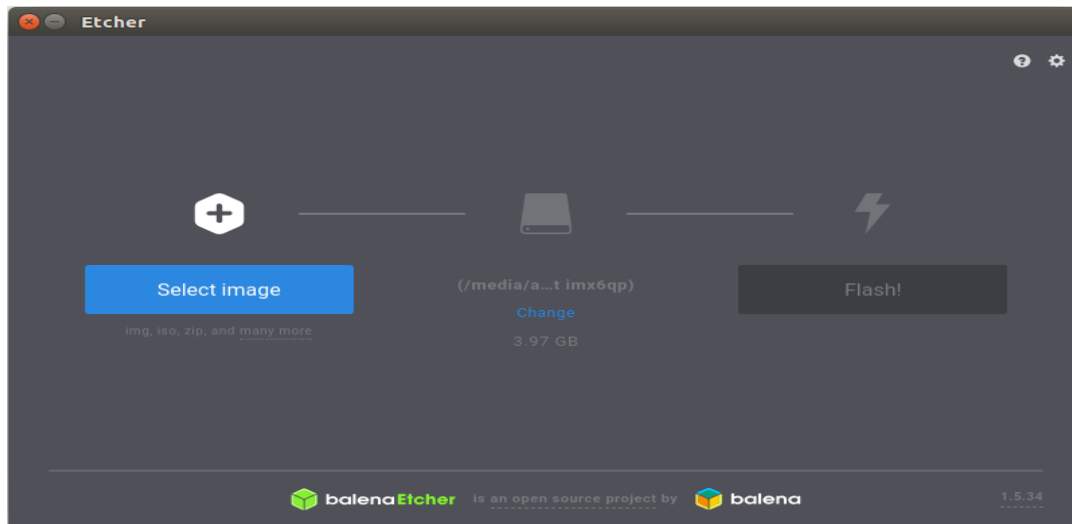 Etcher
Select image
img, iso, zip, and many more
(/media/a...t imx6qp)
Change
3.97 GB
Flash!
balenaEtcher is an open source project by balena
1.5.34